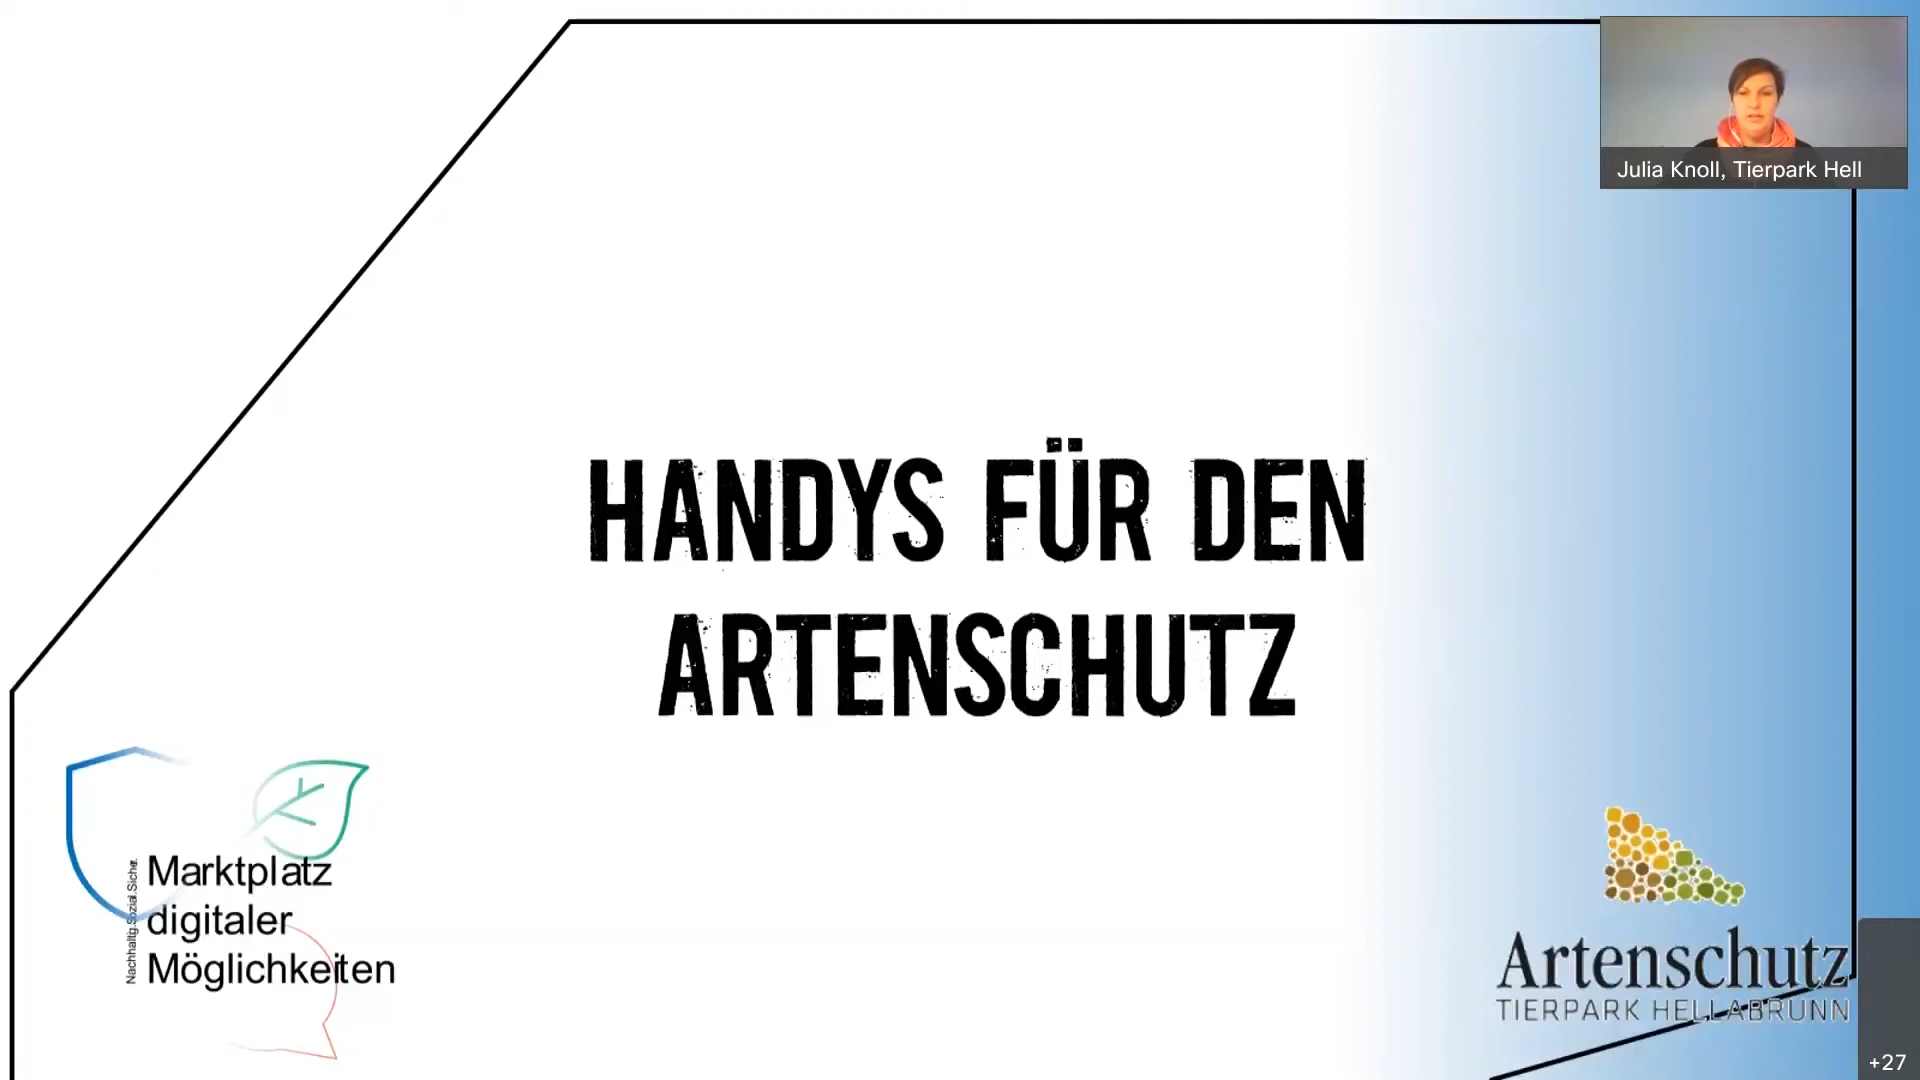 Julia Knoll, Tierpark Hell
HANDYS FÜR DEN
ARTENSCHUTZ
Nachhaltig.Sozial.Sicher.
Marktplatz
digitaler
Möglichkeiten
Artenschutz
TIERPARK HELLABRUNN
+27